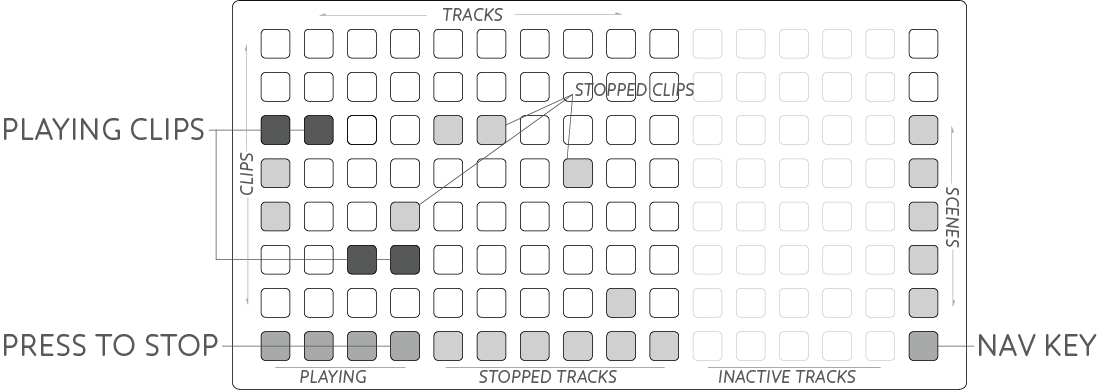 TRACKS
STOPPED CLIPS
PLAYING CLIPS
CLIPS
SCENES
PRESS TO STOP
NAV KEY
PLAYING
STOPPED TRACKS
INACTIVE TRACKS